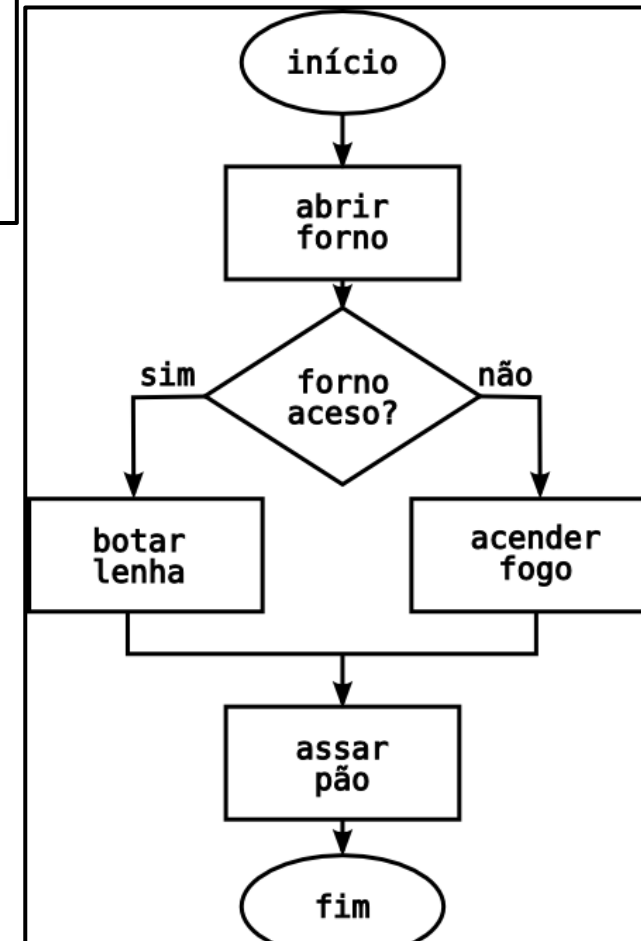 início
abrir
forno
sim
forno
aceso?
não
botar
lenha
acender
fogo
assar
pão
fim